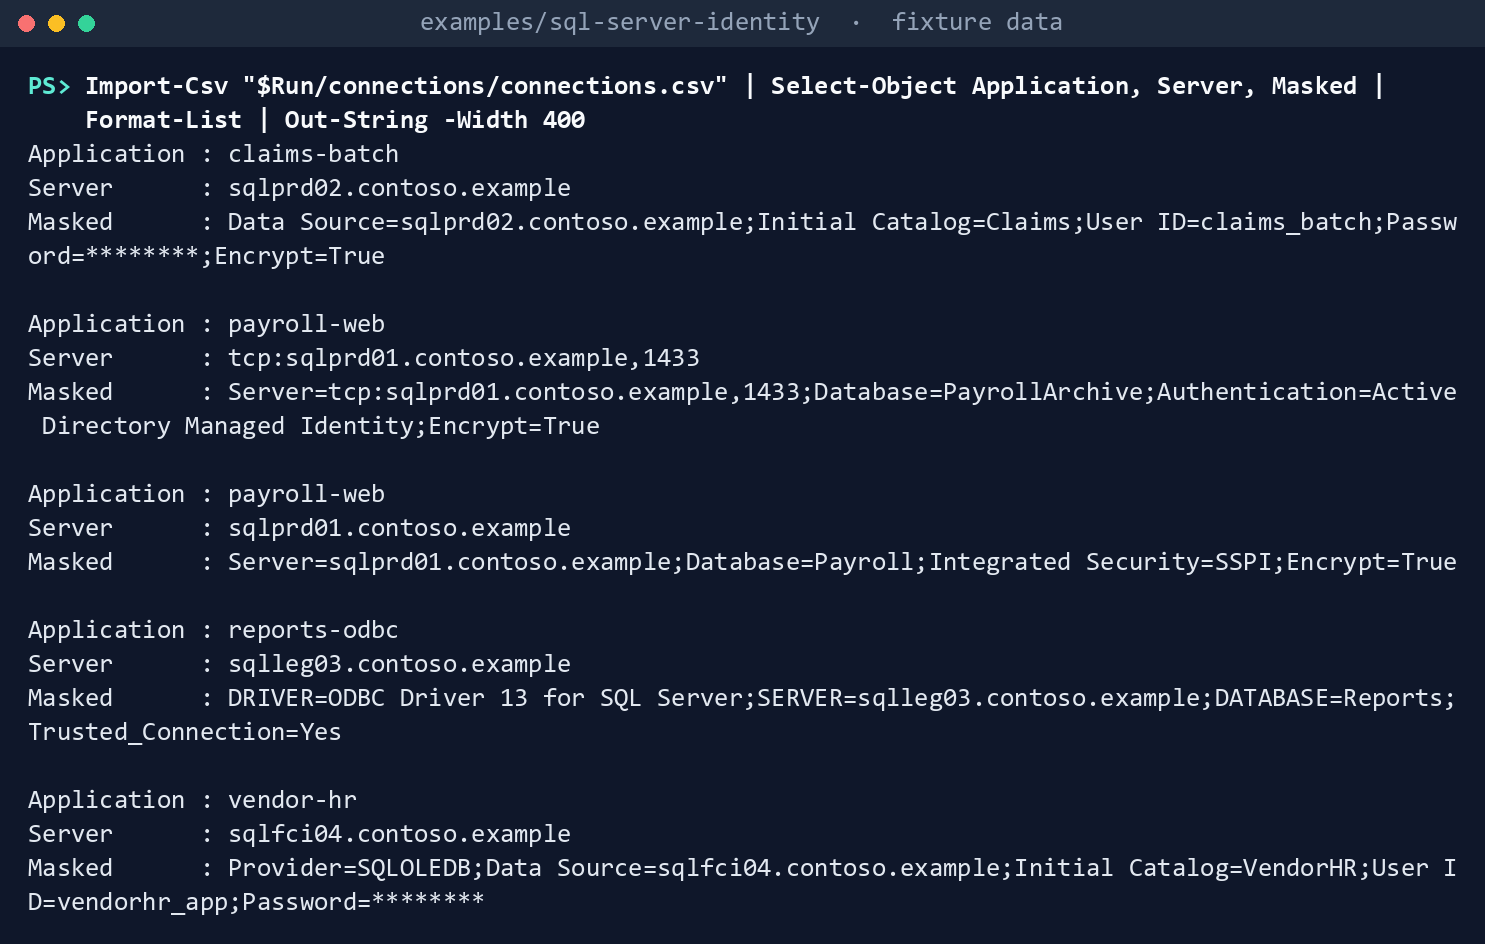 examples/sql-server-identity · fixture data
PS> Import-Csv "$Run/connections/connections.csv" | Select-Object Application, Server, Masked |
    Format-List | Out-String -Width 400
Application : claims-batch
Server      : sqlprd02.contoso.example
Masked      : Data Source=sqlprd02.contoso.example;Initial Catalog=Claims;User ID=claims_batch;Passw
ord=********;Encrypt=True

Application : payroll-web
Server      : tcp:sqlprd01.contoso.example,1433
Masked      : Server=tcp:sqlprd01.contoso.example,1433;Database=PayrollArchive;Authentication=Active
 Directory Managed Identity;Encrypt=True

Application : payroll-web
Server      : sqlprd01.contoso.example
Masked      : Server=sqlprd01.contoso.example;Database=Payroll;Integrated Security=SSPI;Encrypt=True

Application : reports-odbc
Server      : sqlleg03.contoso.example
Masked      : DRIVER=ODBC Driver 13 for SQL Server;SERVER=sqlleg03.contoso.example;DATABASE=Reports;
Trusted_Connection=Yes

Application : vendor-hr
Server      : sqlfci04.contoso.example
Masked      : Provider=SQLOLEDB;Data Source=sqlfci04.contoso.example;Initial Catalog=VendorHR;User I
D=vendorhr_app;Password=********